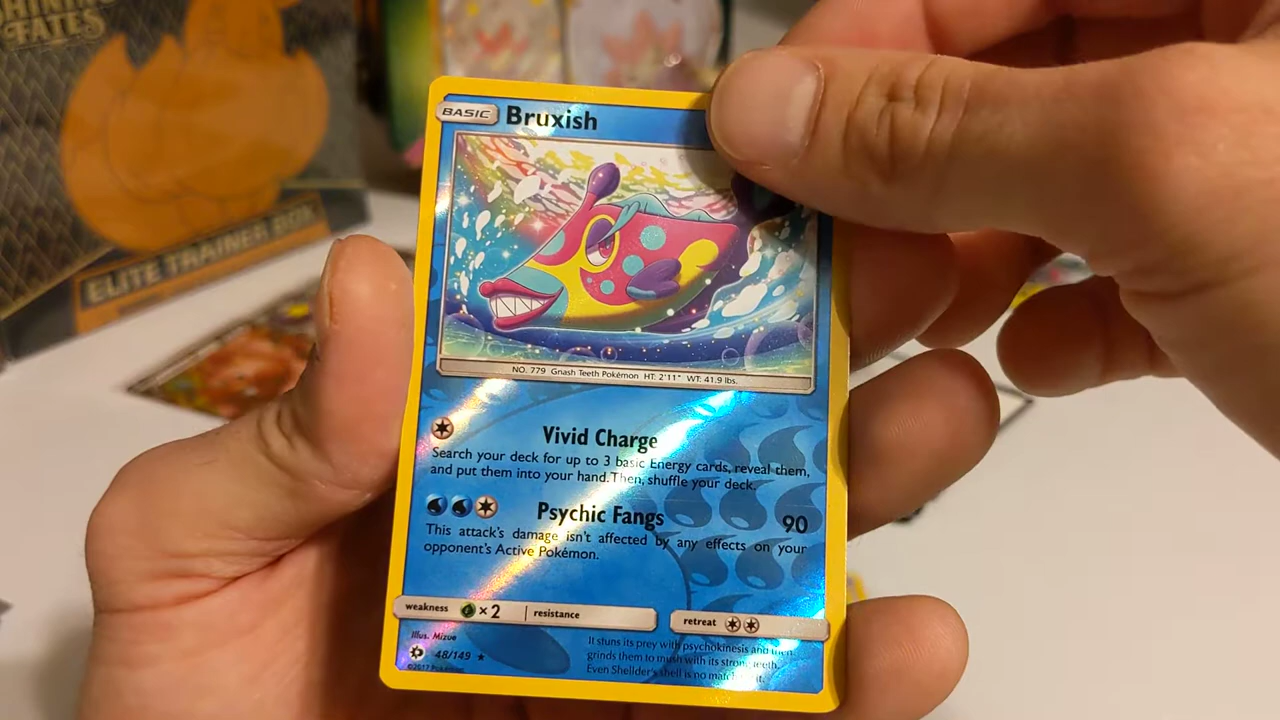 SHINING
FATES
ELITE TRAINER BOX
BASIC Bruxish
NO. 779 Gnash Teeth Pokémon HT: 2'11" WT: 41.9 lbs.
Vivid Charge
Search your deck for up to 3 basic Energy cards, reveal them,
and put them into your hand. Then, shuffle your deck.
Psychic Fangs 90
This attack's damage isn't affected by any effects on your
opponent's Active Pokémon.
weakness ×2 resistance retreat
Illus. Mizue
48/149 ★
©2017 Pokémon
It stuns its prey with psychokinesis and then
grinds them to mush with its strong teeth.
Even Shellder's shell is no match for it.